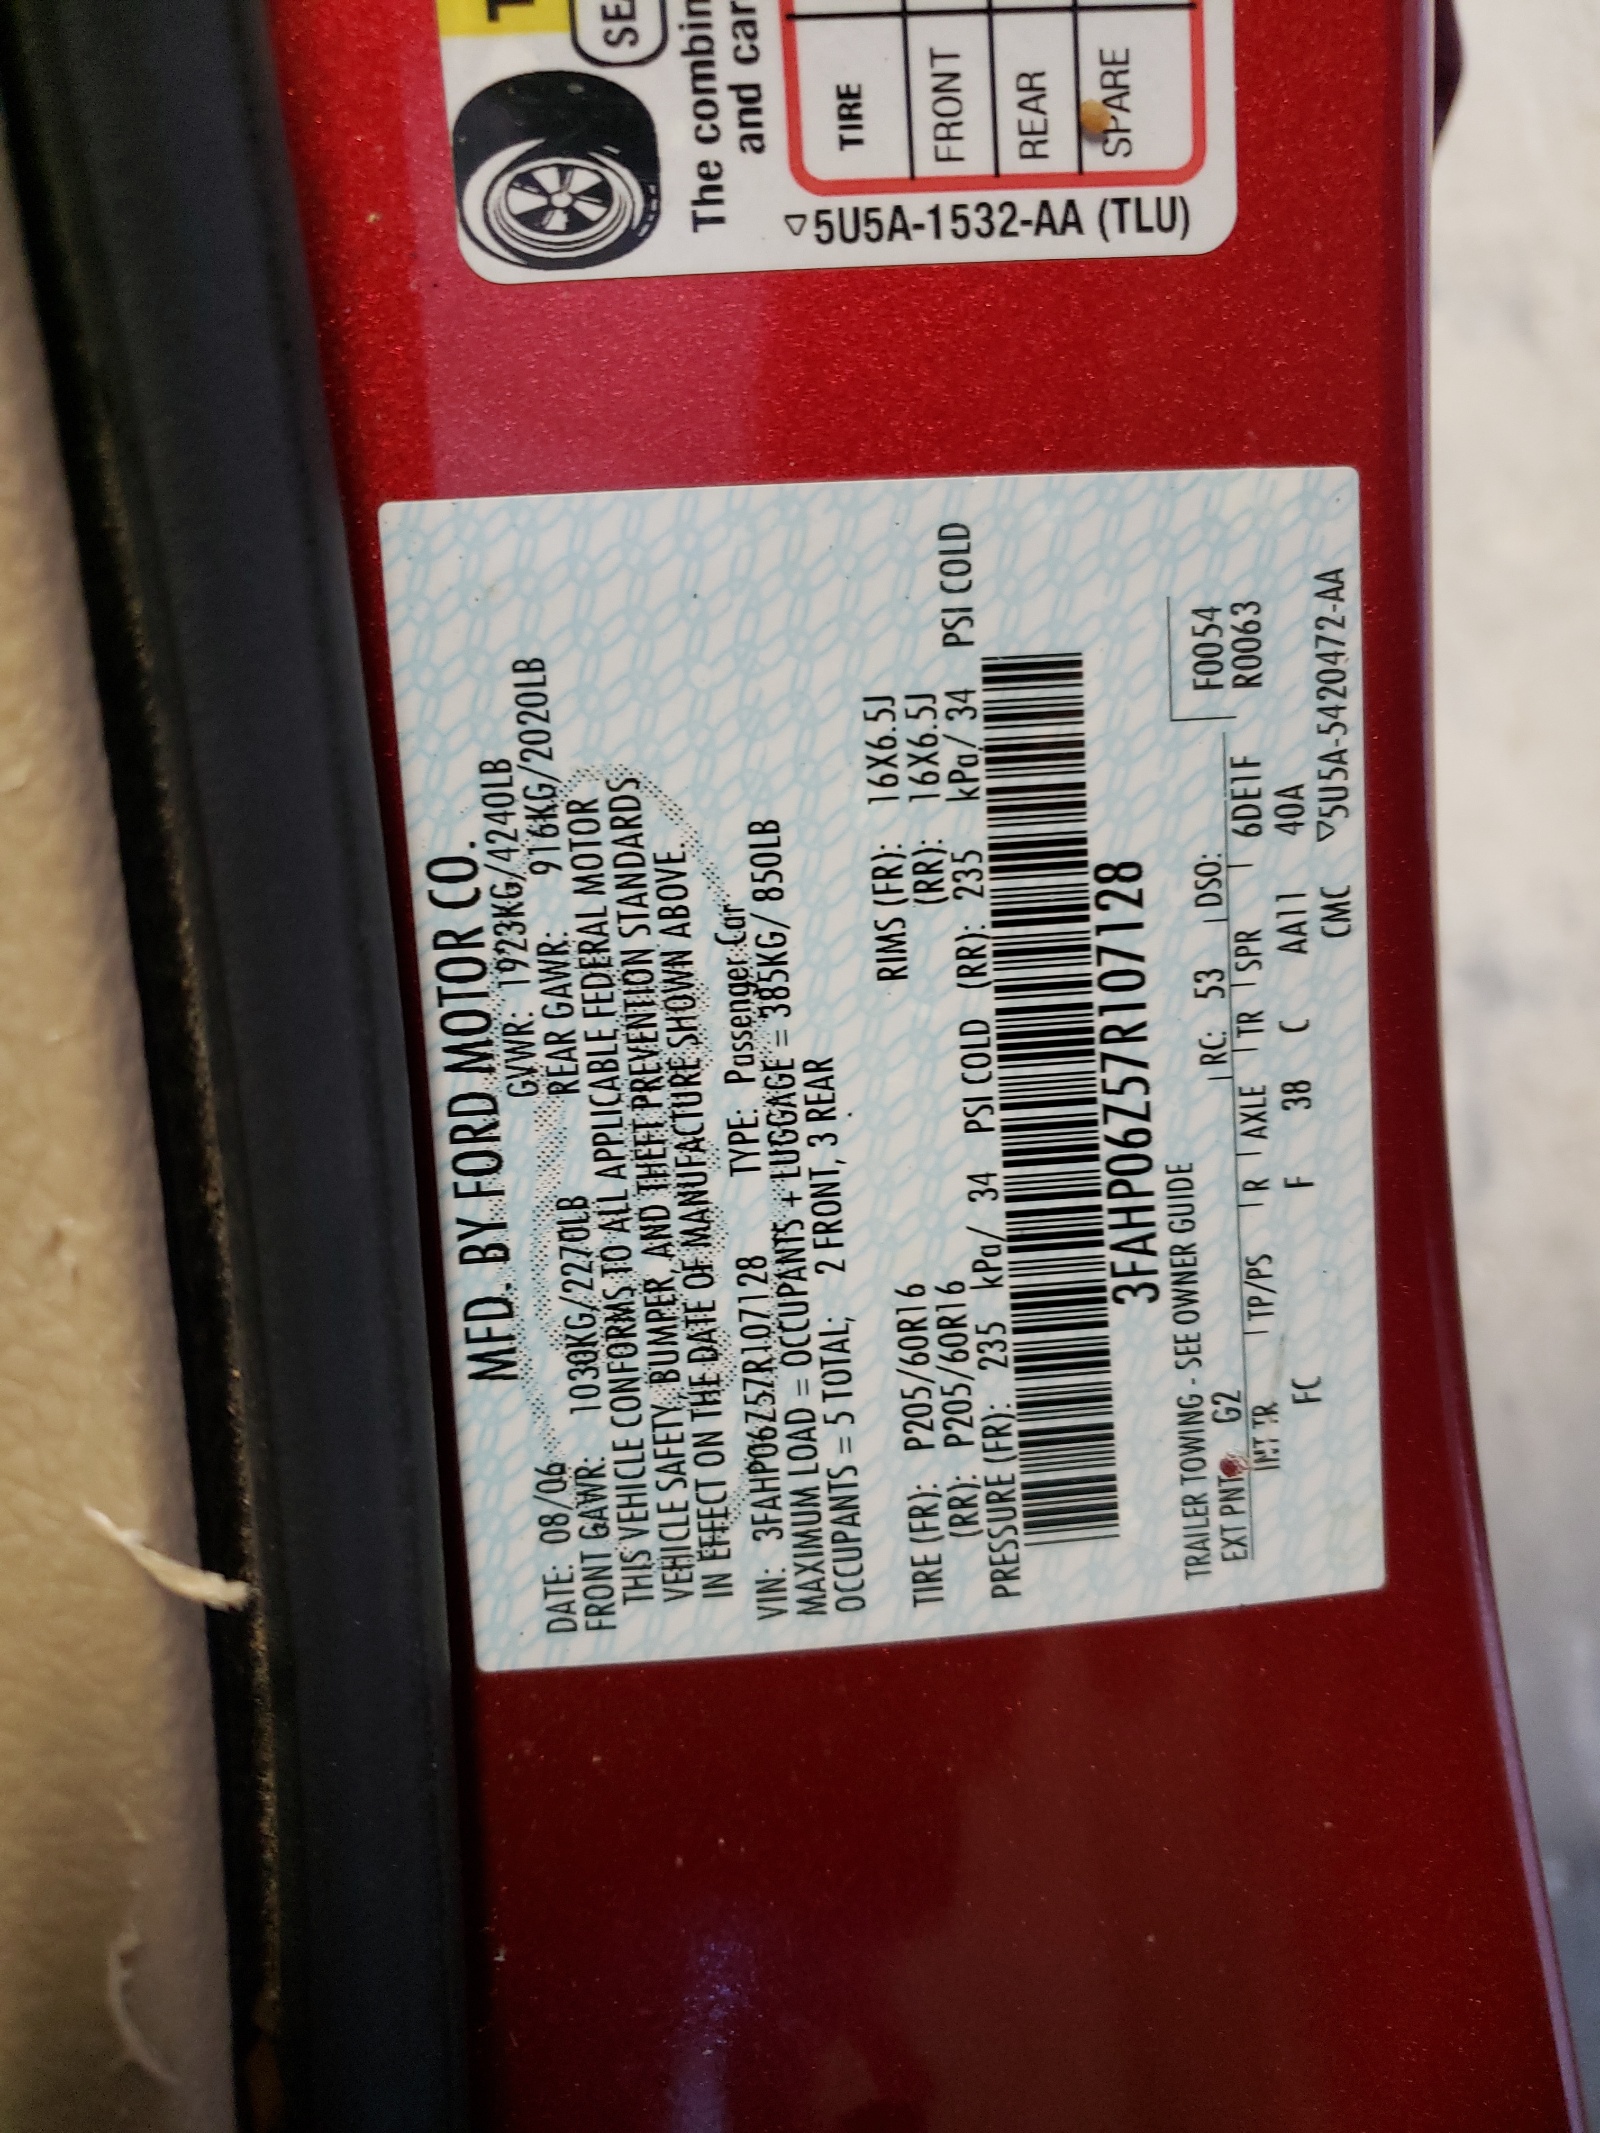 MFD. BY FORD MOTOR CO.
DATE: 08/06 GVWR: 1923KG/4240LB
FRONT GAWR: 1030KG/2270LB REAR GAWR: 916KG/2020LB
THIS VEHICLE CONFORMS TO ALL APPLICABLE FEDERAL MOTOR
VEHICLE SAFETY, BUMPER, AND THEFT PREVENTION STANDARDS
IN EFFECT ON THE DATE OF MANUFACTURE SHOWN ABOVE.
VIN: 3FAHP06Z57R107128 TYPE: Passenger Car
MAXIMUM LOAD = OCCUPANTS + LUGGAGE = 385KG/ 850LB
OCCUPANTS = 5 TOTAL; 2 FRONT, 3 REAR
TIRE (FR): P205/60R16 RIMS (FR): 16X6.5J
(RR): P205/60R16 (RR): 16X6.5J
PRESSURE (FR): 235 kPa/ 34 PSI COLD (RR): 235 kPa/ 34 PSI COLD
3FAHP06Z57R107128
TRAILER TOWING - SEE OWNER GUIDE
EXT PNT G2 RC: 53 DSO: F0054
INT TR TP/PS R AXLE TR SPR 6DE1F R0063
FC F 38 C AA11 40A
CMC ▽5U5A-5420472-AA
T
SEA
The combin
and car
TIRE
FRONT
REAR
SPARE
▽5U5A-1532-AA (TLU)